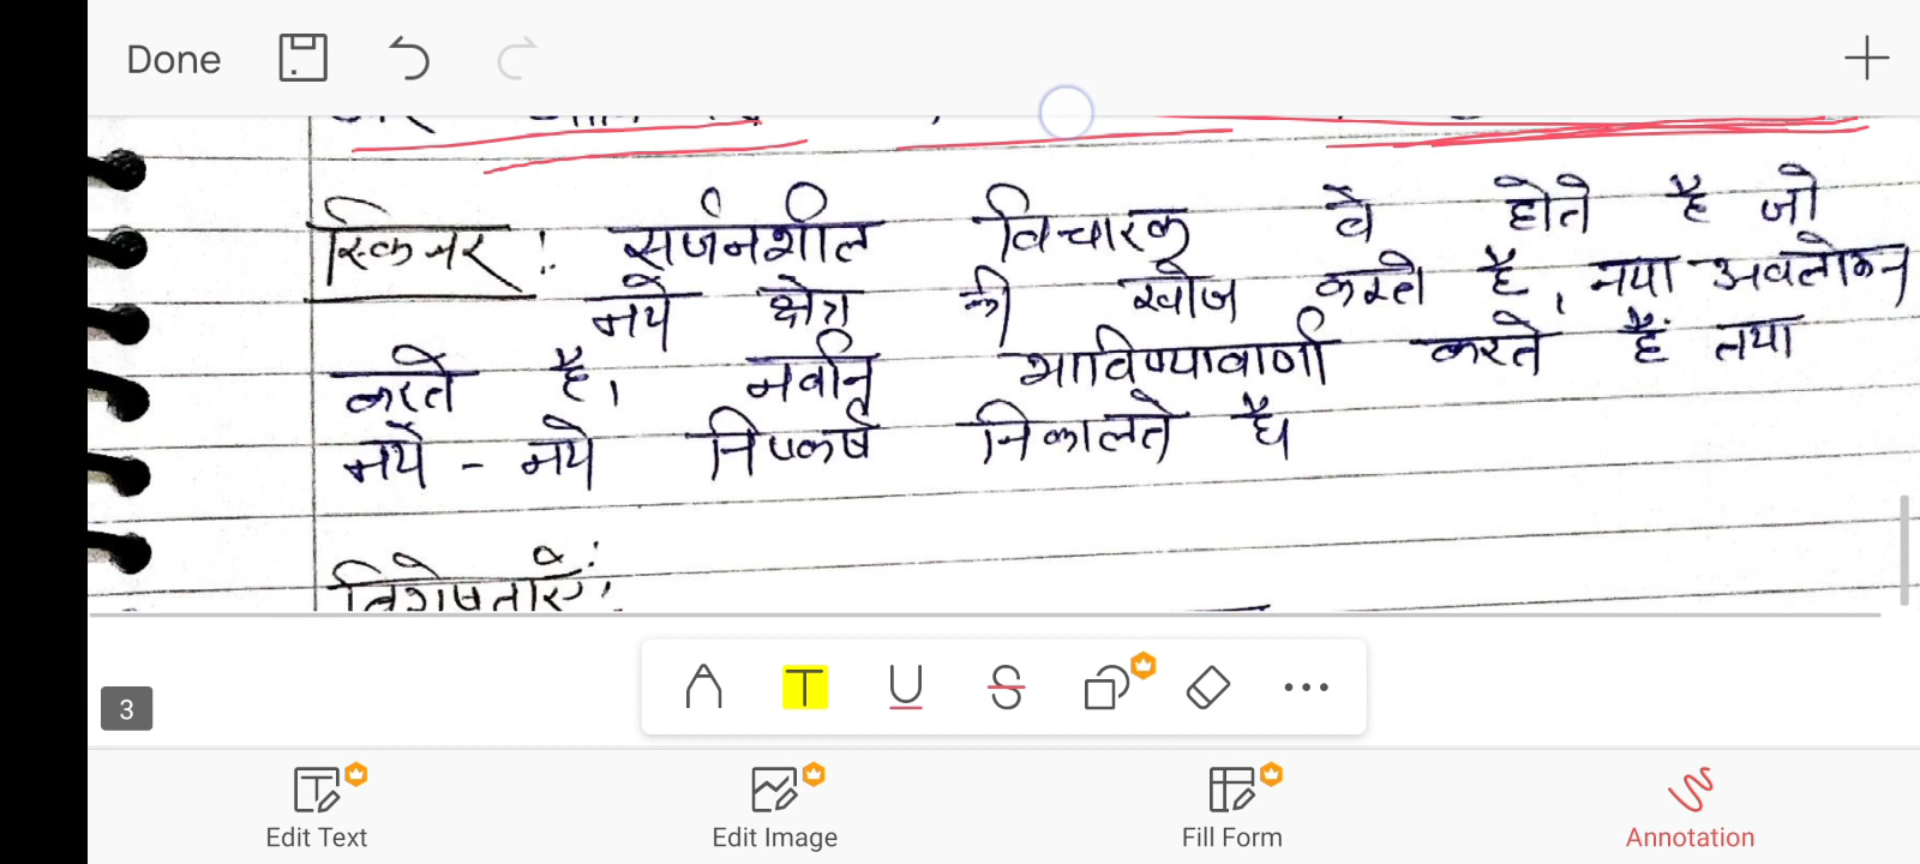 Done
स्किनर : सर्जनशील विचारक वे होते है जो
नये क्षेत्र की खोज करते है, नया अवलोकन
करते है, नवीन भाविष्यावाणी करते हैं तथा
नये - नये निष्कर्ष निकालते है
विशेषताएं :
3
Edit Text
Edit Image
Fill Form
Annotation